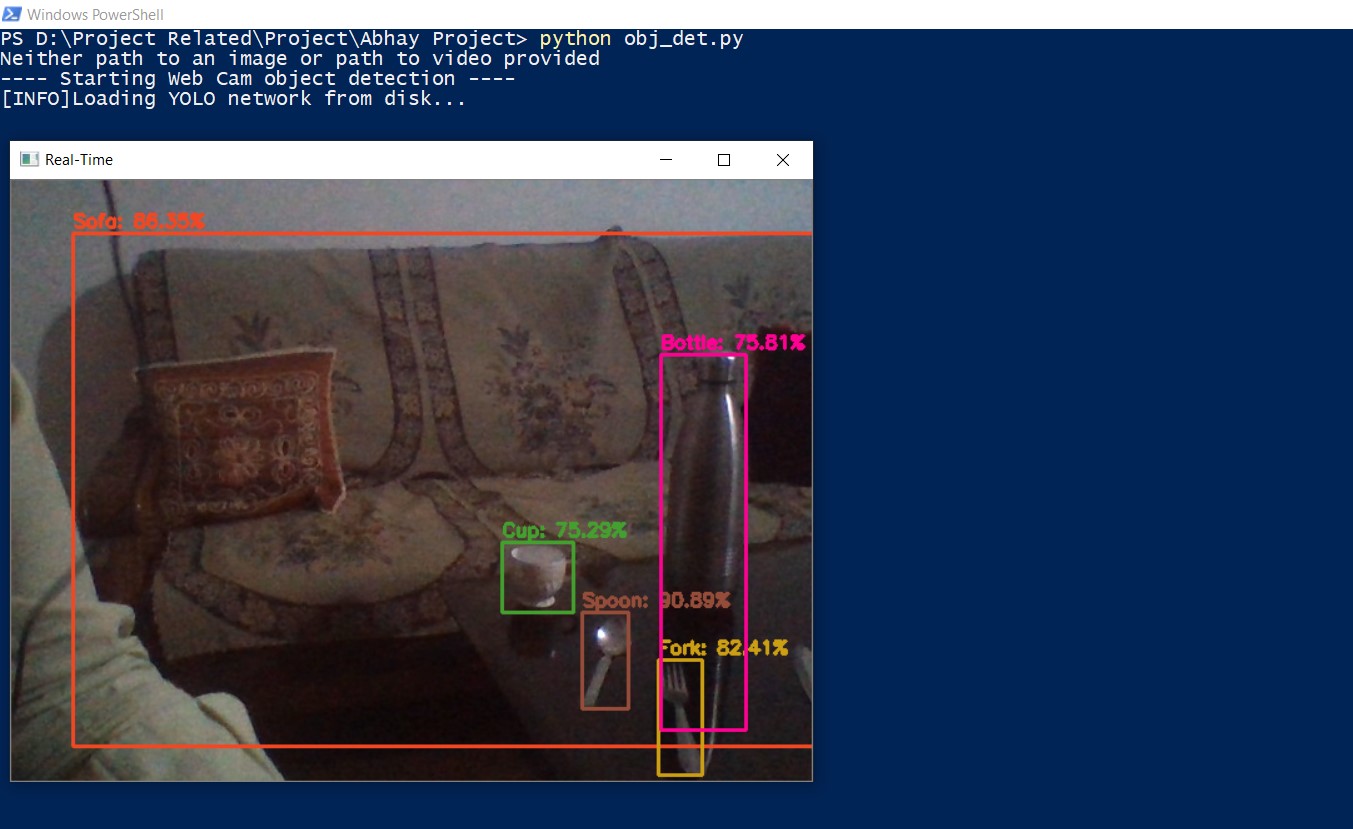 Windows PowerShell
PS D:\Project Related\Project\Abhay Project> python obj_det.py
Neither path to an image or path to video provided
---- Starting Web Cam object detection ----
[INFO]Loading YOLO network from disk...
Real-Time
Sofa: 86.35%
Bottle: 75.81%
Cup: 75.29%
Spoon: 90.89%
Fork: 82.41%